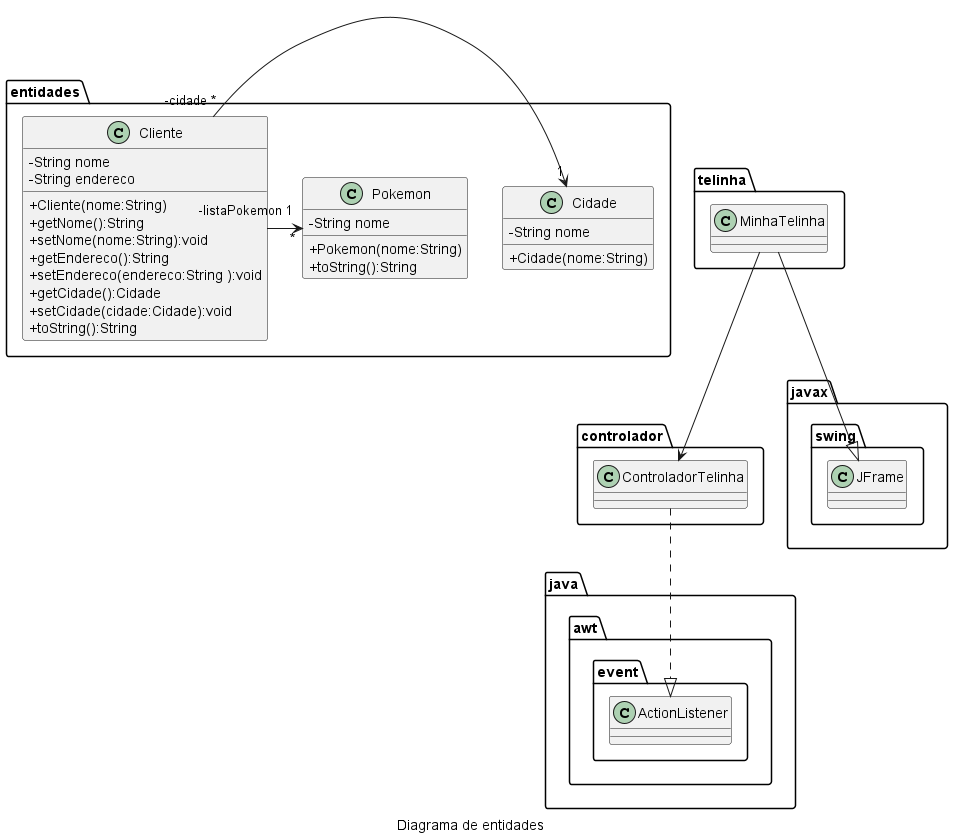 entidades
-cidade *
1
C Cliente
-String nome
-String endereco
+Cliente(nome:String)
+getNome():String
+setNome(nome:String):void
+getEndereco():String
+setEndereco(endereco:String ):void
+getCidade():Cidade
+setCidade(cidade:Cidade):void
+toString():String
-listaPokemon 1
*
C Pokemon
-String nome
+Pokemon(nome:String)
+toString():String
C Cidade
-String nome
+Cidade(nome:String)
telinha
C MinhaTelinha
controlador
C ControladorTelinha
javax
swing
C JFrame
java
awt
event
C ActionListener
Diagrama de entidades